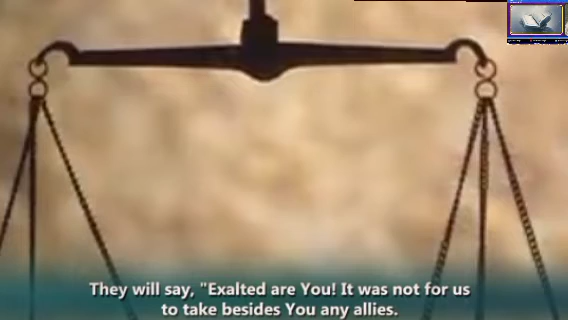 They will say, "Exalted are You! It was not for us
to take besides You any allies.